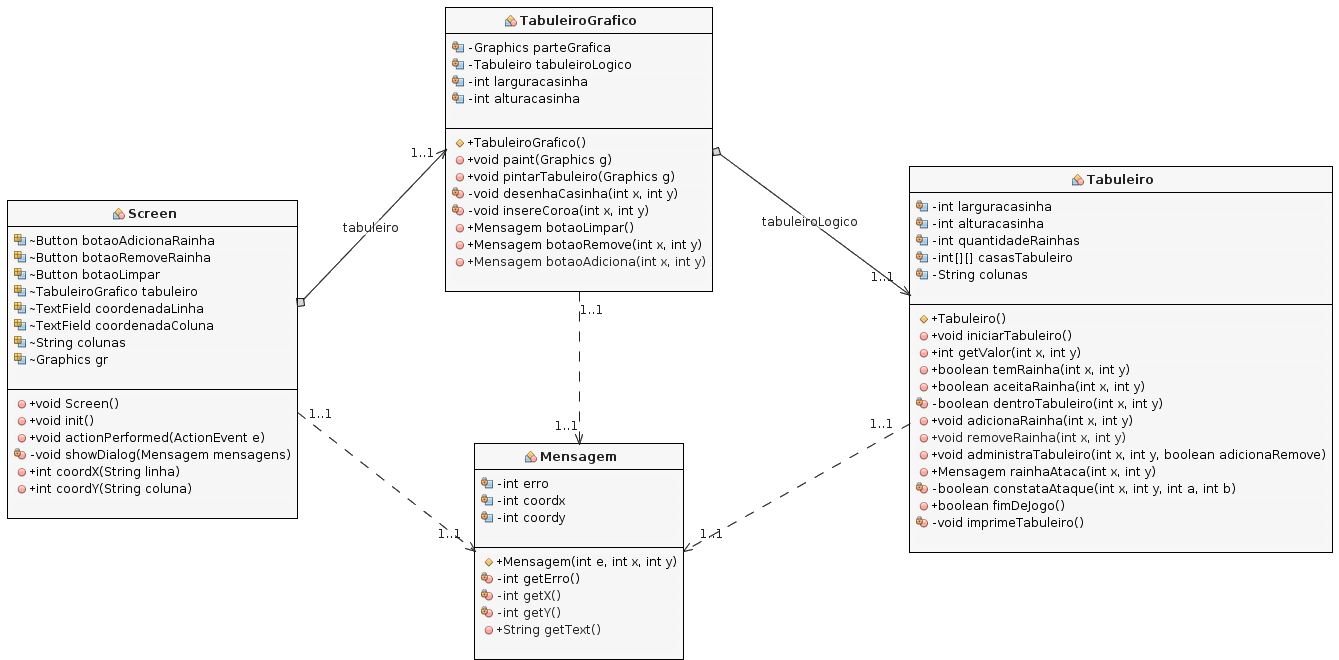 TabuleiroGrafico
-Graphics parteGrafica
-Tabuleiro tabuleiroLogico
-int larguracasinha
-int alturacasinha
+TabuleiroGrafico()
+void paint(Graphics g)
+void pintarTabuleiro(Graphics g)
-void desenhaCasinha(int x, int y)
-void insereCoroa(int x, int y)
+Mensagem botaoLimpar()
+Mensagem botaoRemove(int x, int y)
+Mensagem botaoAdiciona(int x, int y)
1..1
tabuleiro
tabuleiroLogico
1..1
Screen
~Button botaoAdicionaRainha
~Button botaoRemoveRainha
~Button botaoLimpar
~TabuleiroGrafico tabuleiro
~TextField coordenadaLinha
~TextField coordenadaColuna
~String colunas
~Graphics gr
+void Screen()
+void init()
+void actionPerformed(ActionEvent e)
-void showDialog(Mensagem mensagens)
+int coordX(String linha)
+int coordY(String coluna)
Tabuleiro
-int larguracasinha
-int alturacasinha
-int quantidadeRainhas
-int[][] casasTabuleiro
-String colunas
+Tabuleiro()
+void iniciarTabuleiro()
+int getValor(int x, int y)
+boolean temRainha(int x, int y)
+boolean aceitaRainha(int x, int y)
-boolean dentroTabuleiro(int x, int y)
+void adicionaRainha(int x, int y)
+void removeRainha(int x, int y)
+void administraTabuleiro(int x, int y, boolean adicionaRemove)
+Mensagem rainhaAtaca(int x, int y)
-boolean constataAtaque(int x, int y, int a, int b)
+boolean fimDeJogo()
-void imprimeTabuleiro()
1..1
1..1
1..1
1..1
1..1
1..1
Mensagem
-int erro
-int coordx
-int coordy
+Mensagem(int e, int x, int y)
-int getErro()
-int getX()
-int getY()
+String getText()